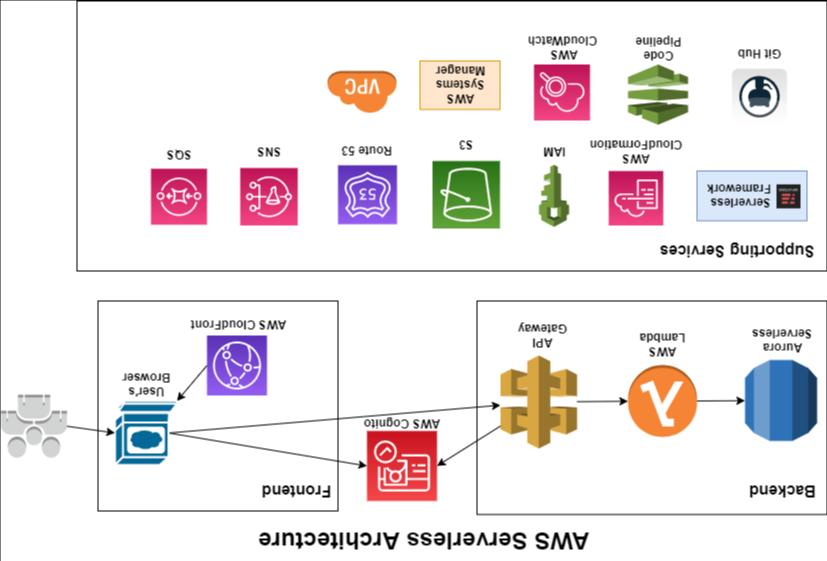 AWS Serverless Architecture
Frontend
Backend
AWS Cognito
User's
Browser
AWS CloudFront
API
Gateway
AWS
Lambda
Aurora
Serverless
Supporting Services
Serverless
Framework
AWS
CloudFormation
IAM
S3
Route 53
53
SNS
SQS
Git Hub
Code
Pipeline
AWS
CloudWatch
AWS
Systems
Manager
VPC